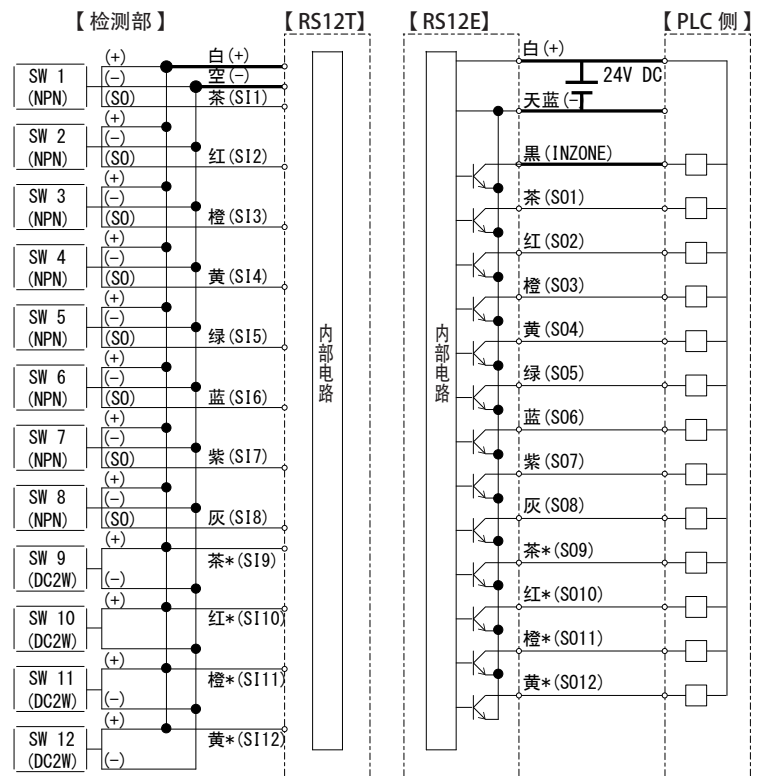 【检测部】 【RS12T】 【RS12E】 【PLC 侧】
SW 1
(NPN)
(+)
(−)
(SO)
白(+)
空(−)
茶(SI1)
SW 2
(NPN)
(+)
(−)
(SO)
红(SI2)
SW 3
(NPN)
(+)
(−)
(SO)
橙(SI3)
SW 4
(NPN)
(+)
(−)
(SO)
黄(SI4)
SW 5
(NPN)
(+)
(−)
(SO)
绿(SI5)
SW 6
(NPN)
(+)
(−)
(SO)
蓝(SI6)
SW 7
(NPN)
(+)
(−)
(SO)
紫(SI7)
SW 8
(NPN)
(+)
(−)
(SO)
灰(SI8)
SW 9
(DC2W)
(+)
(−)
茶*(SI9)
SW 10
(DC2W)
(+)
红*(SI10)
SW 11
(DC2W)
(+)
(−)
橙*(SI11)
SW 12
(DC2W)
(+)
(−)
黄*(SI12)
内部电路
内部电路
白(+)
24V DC
天蓝(−)
黒(INZONE)
茶(SO1)
红(SO2)
橙(SO3)
黄(SO4)
绿(SO5)
蓝(SO6)
紫(SO7)
灰(SO8)
茶*(SO9)
红*(SO10)
橙*(SO11)
黄*(SO12)